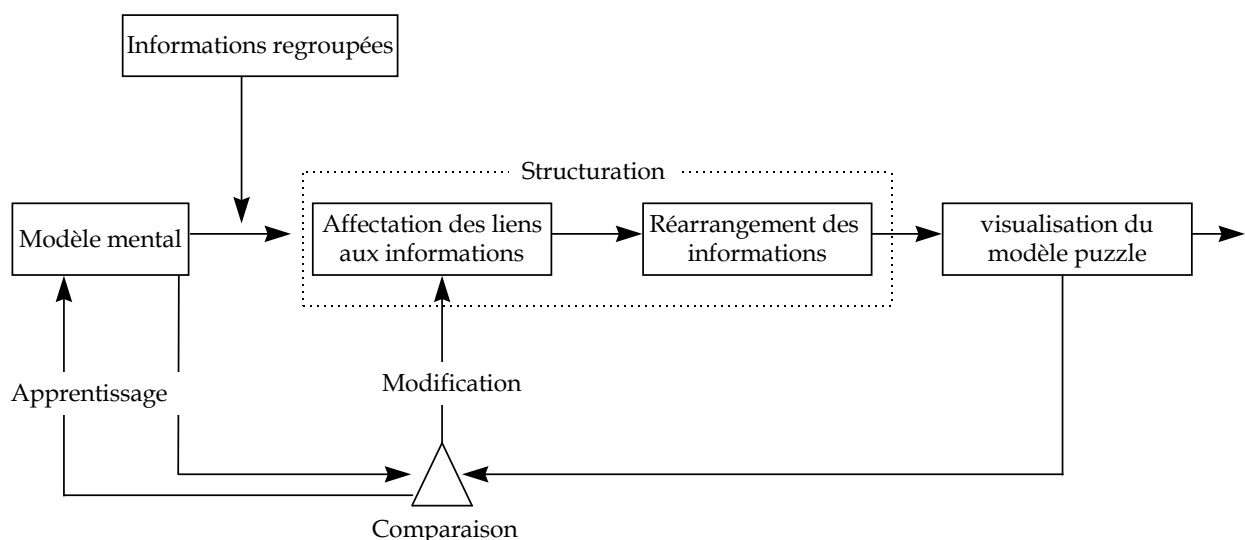 Informations regroupées
Structuration
Modèle mental
Affectation des liens
aux informations
Réarrangement des
informations
visualisation du
modèle puzzle
Apprentissage
Modification
Comparaison